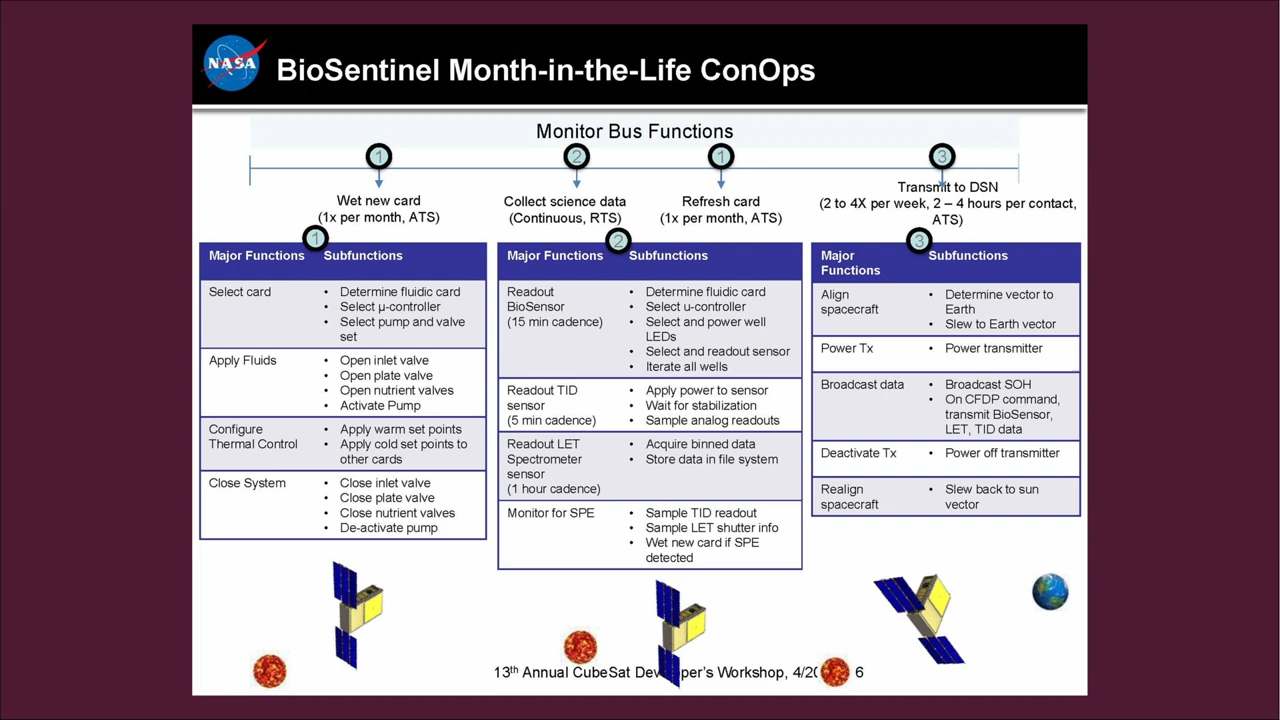 NASA
BioSentinel Month-in-the-Life ConOps
Monitor Bus Functions
1
2
1
3
Wet new card
(1x per month, ATS)
Collect science data
(Continuous, RTS)
Refresh card
(1x per month, ATS)
Transmit to DSN
(2 to 4X per week, 2 – 4 hours per contact,
ATS)
1
Major Functions Subfunctions
Select card
• Determine fluidic card
• Select µ-controller
• Select pump and valve
set
Apply Fluids
• Open inlet valve
• Open plate valve
• Open nutrient valves
• Activate Pump
Configure
Thermal Control
• Apply warm set points
• Apply cold set points to
other cards
Close System
• Close inlet valve
• Close plate valve
• Close nutrient valves
• De-activate pump
2
Major Functions Subfunctions
Readout
BioSensor
(15 min cadence)
• Determine fluidic card
• Select u-controller
• Select and power well
LEDs
• Select and readout sensor
• Iterate all wells
Readout TID
sensor
(5 min cadence)
• Apply power to sensor
• Wait for stabilization
• Sample analog readouts
Readout LET
Spectrometer
sensor
(1 hour cadence)
• Acquire binned data
• Store data in file system
Monitor for SPE
• Sample TID readout
• Sample LET shutter info
• Wet new card if SPE
detected
3
Major
Functions
Subfunctions
Align
spacecraft
• Determine vector to
Earth
• Slew to Earth vector
Power Tx
• Power transmitter
Broadcast data
• Broadcast SOH
• On CFDP command,
transmit BioSensor,
LET, TID data
Deactivate Tx
• Power off transmitter
Realign
spacecraft
• Slew back to sun
vector
13th Annual CubeSat per's Workshop, 6